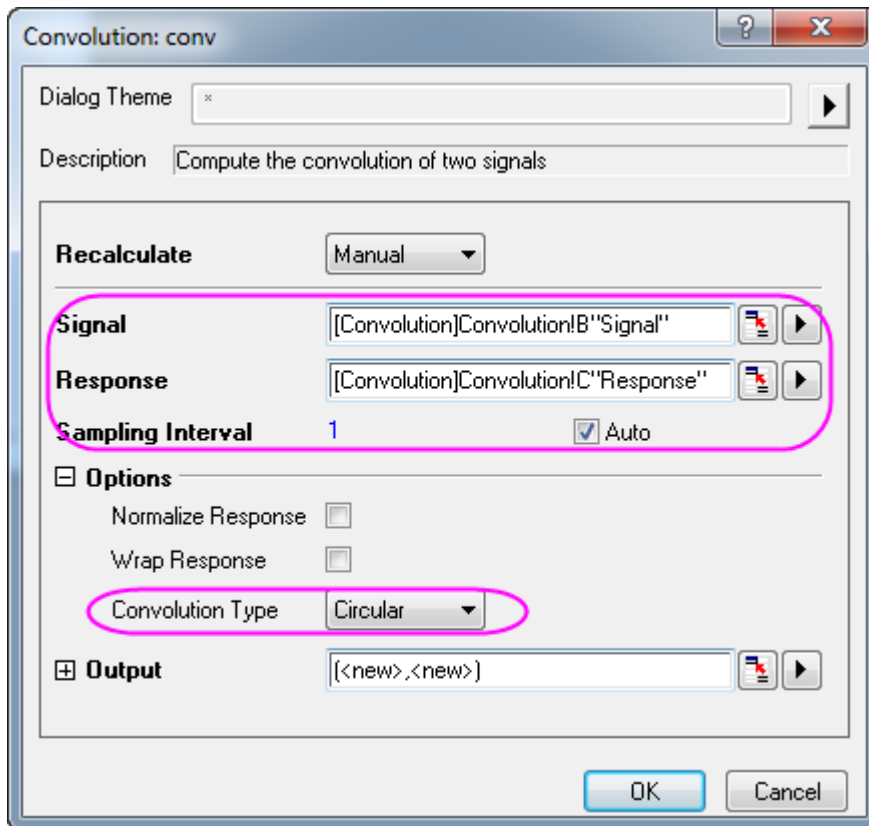 Convolution: conv
?
Dialog Theme *
Description Compute the convolution of two signals
Recalculate Manual
Signal [Convolution]Convolution!B"Signal"
Response [Convolution]Convolution!C"Response"
Sampling Interval 1 Auto
Options
Normalize Response
Wrap Response
Convolution Type Circular
Output (<new>,<new>)
OK Cancel